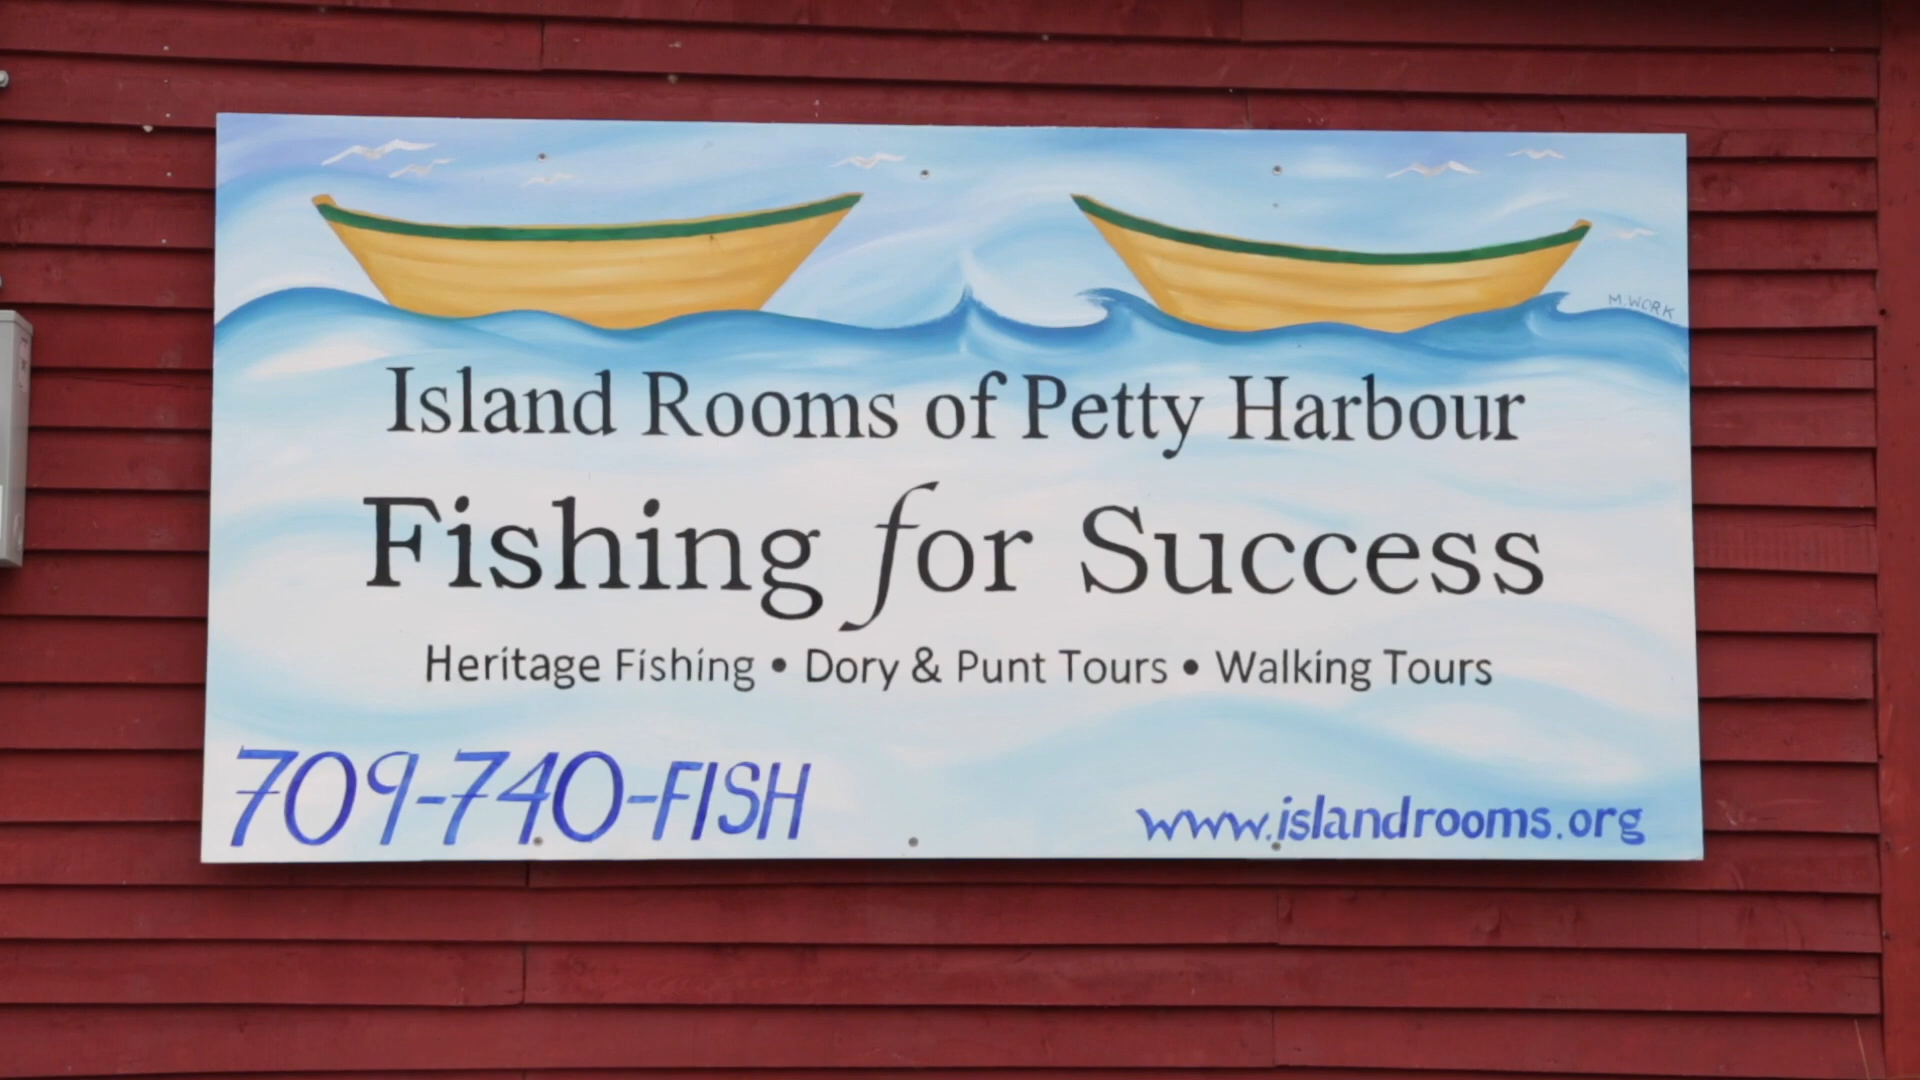 M.WORK
Island Rooms of Petty Harbour
Fishing for Success
Heritage Fishing • Dory & Punt Tours • Walking Tours
709-740-FISH
www.islandrooms.org